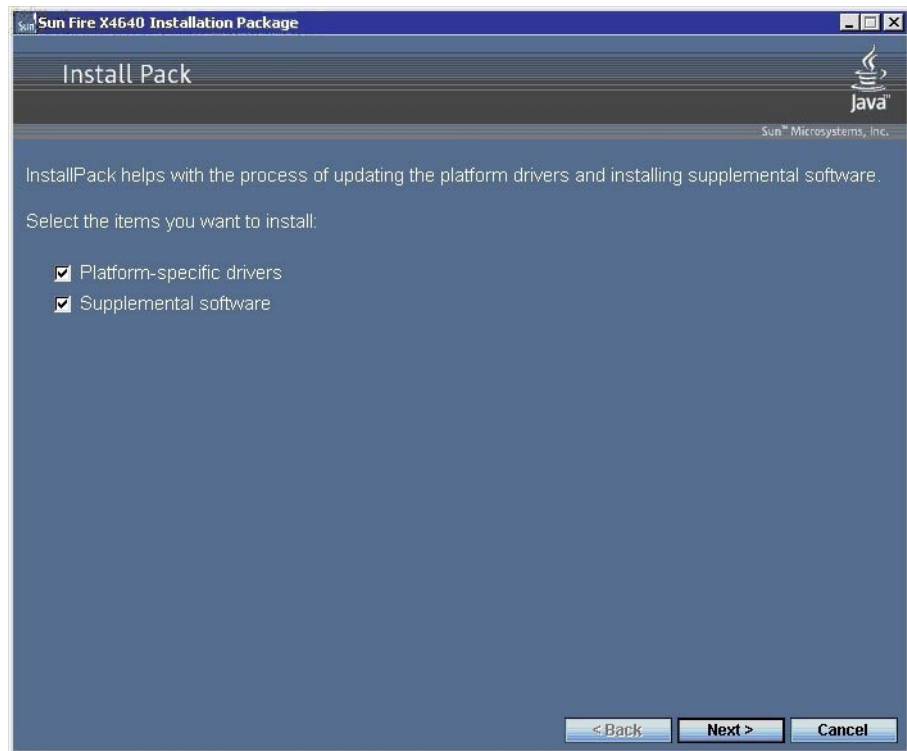 Sun Sun Fire X4640 Installation Package
Install Pack
Java™
Sun™ Microsystems, Inc.
InstallPack helps with the process of updating the platform drivers and installing supplemental software.
Select the items you want to install:
Platform-specific drivers
Supplemental software
< Back Next > Cancel